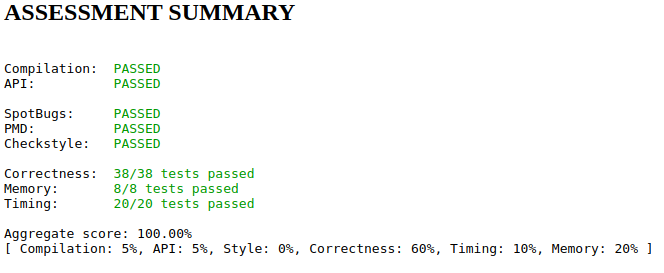 ASSESSMENT SUMMARY
Compilation: PASSED
API: PASSED
SpotBugs: PASSED
PMD: PASSED
Checkstyle: PASSED
Correctness: 38/38 tests passed
Memory: 8/8 tests passed
Timing: 20/20 tests passed
Aggregate score: 100.00%
[ Compilation: 5%, API: 5%, Style: 0%, Correctness: 60%, Timing: 10%, Memory: 20% ]